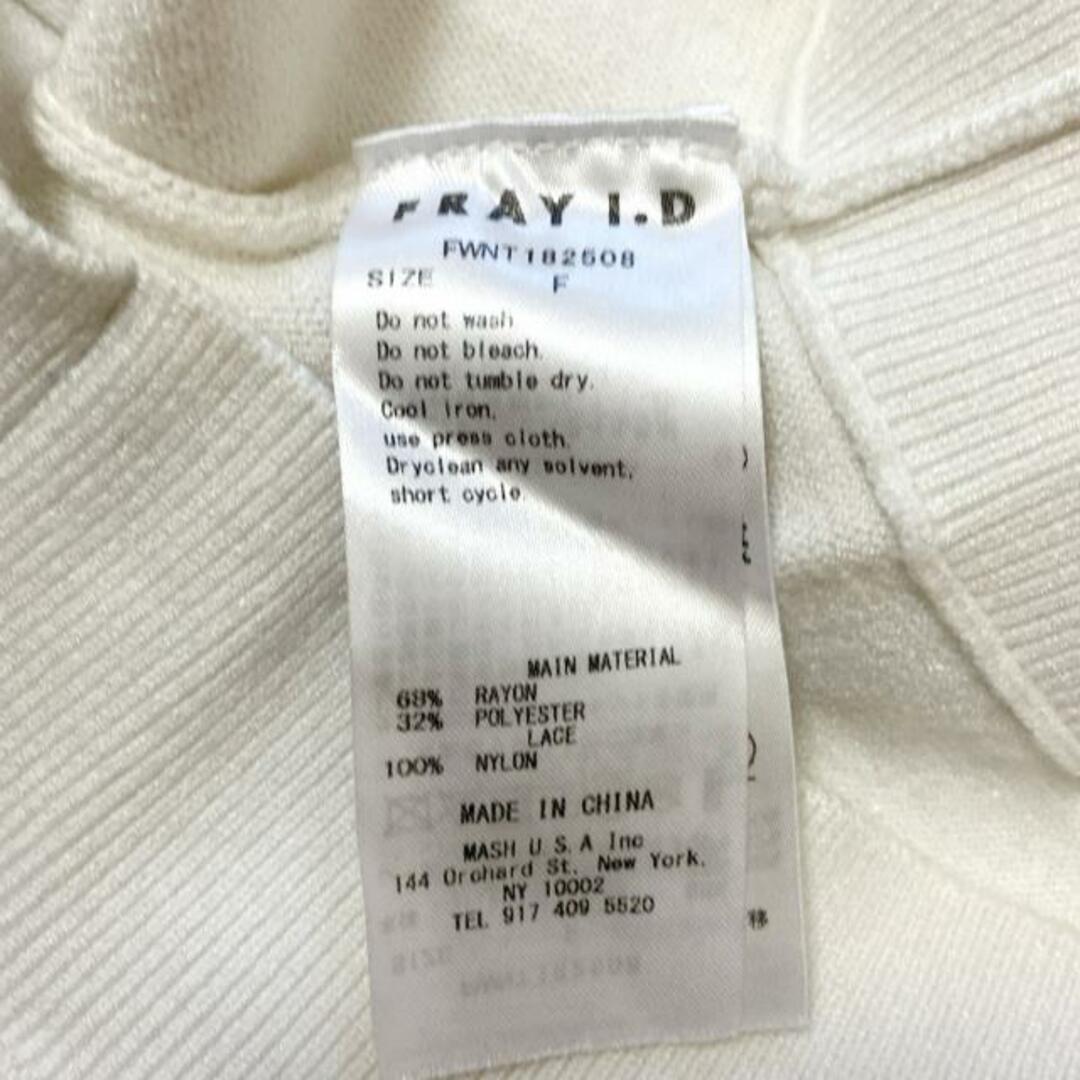 FRAY I.D
FWNT182508
SIZE F
Do not wash
Do not bleach.
Do not tumble dry.
Cool iron.
use press cloth.
Dryclean any solvent,
short cycle
MAIN MATERIAL
68% RAYON
32% POLYESTER
LACE
100% NYLON
MADE IN CHINA
MASH U S.A Inc
144 Orchard St. New York.
NY 10002
TEL 917 409 5520
移